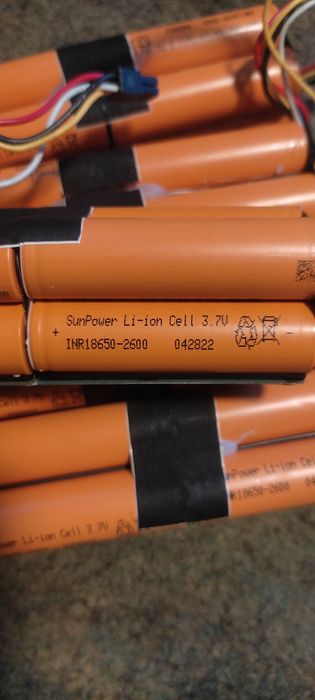 + SunPower Li-ion Cell 3.7V -
INR18650-2600 042822
SunPower Li-ion
INR18650-2600
Power Li-ion Cell 3.7V